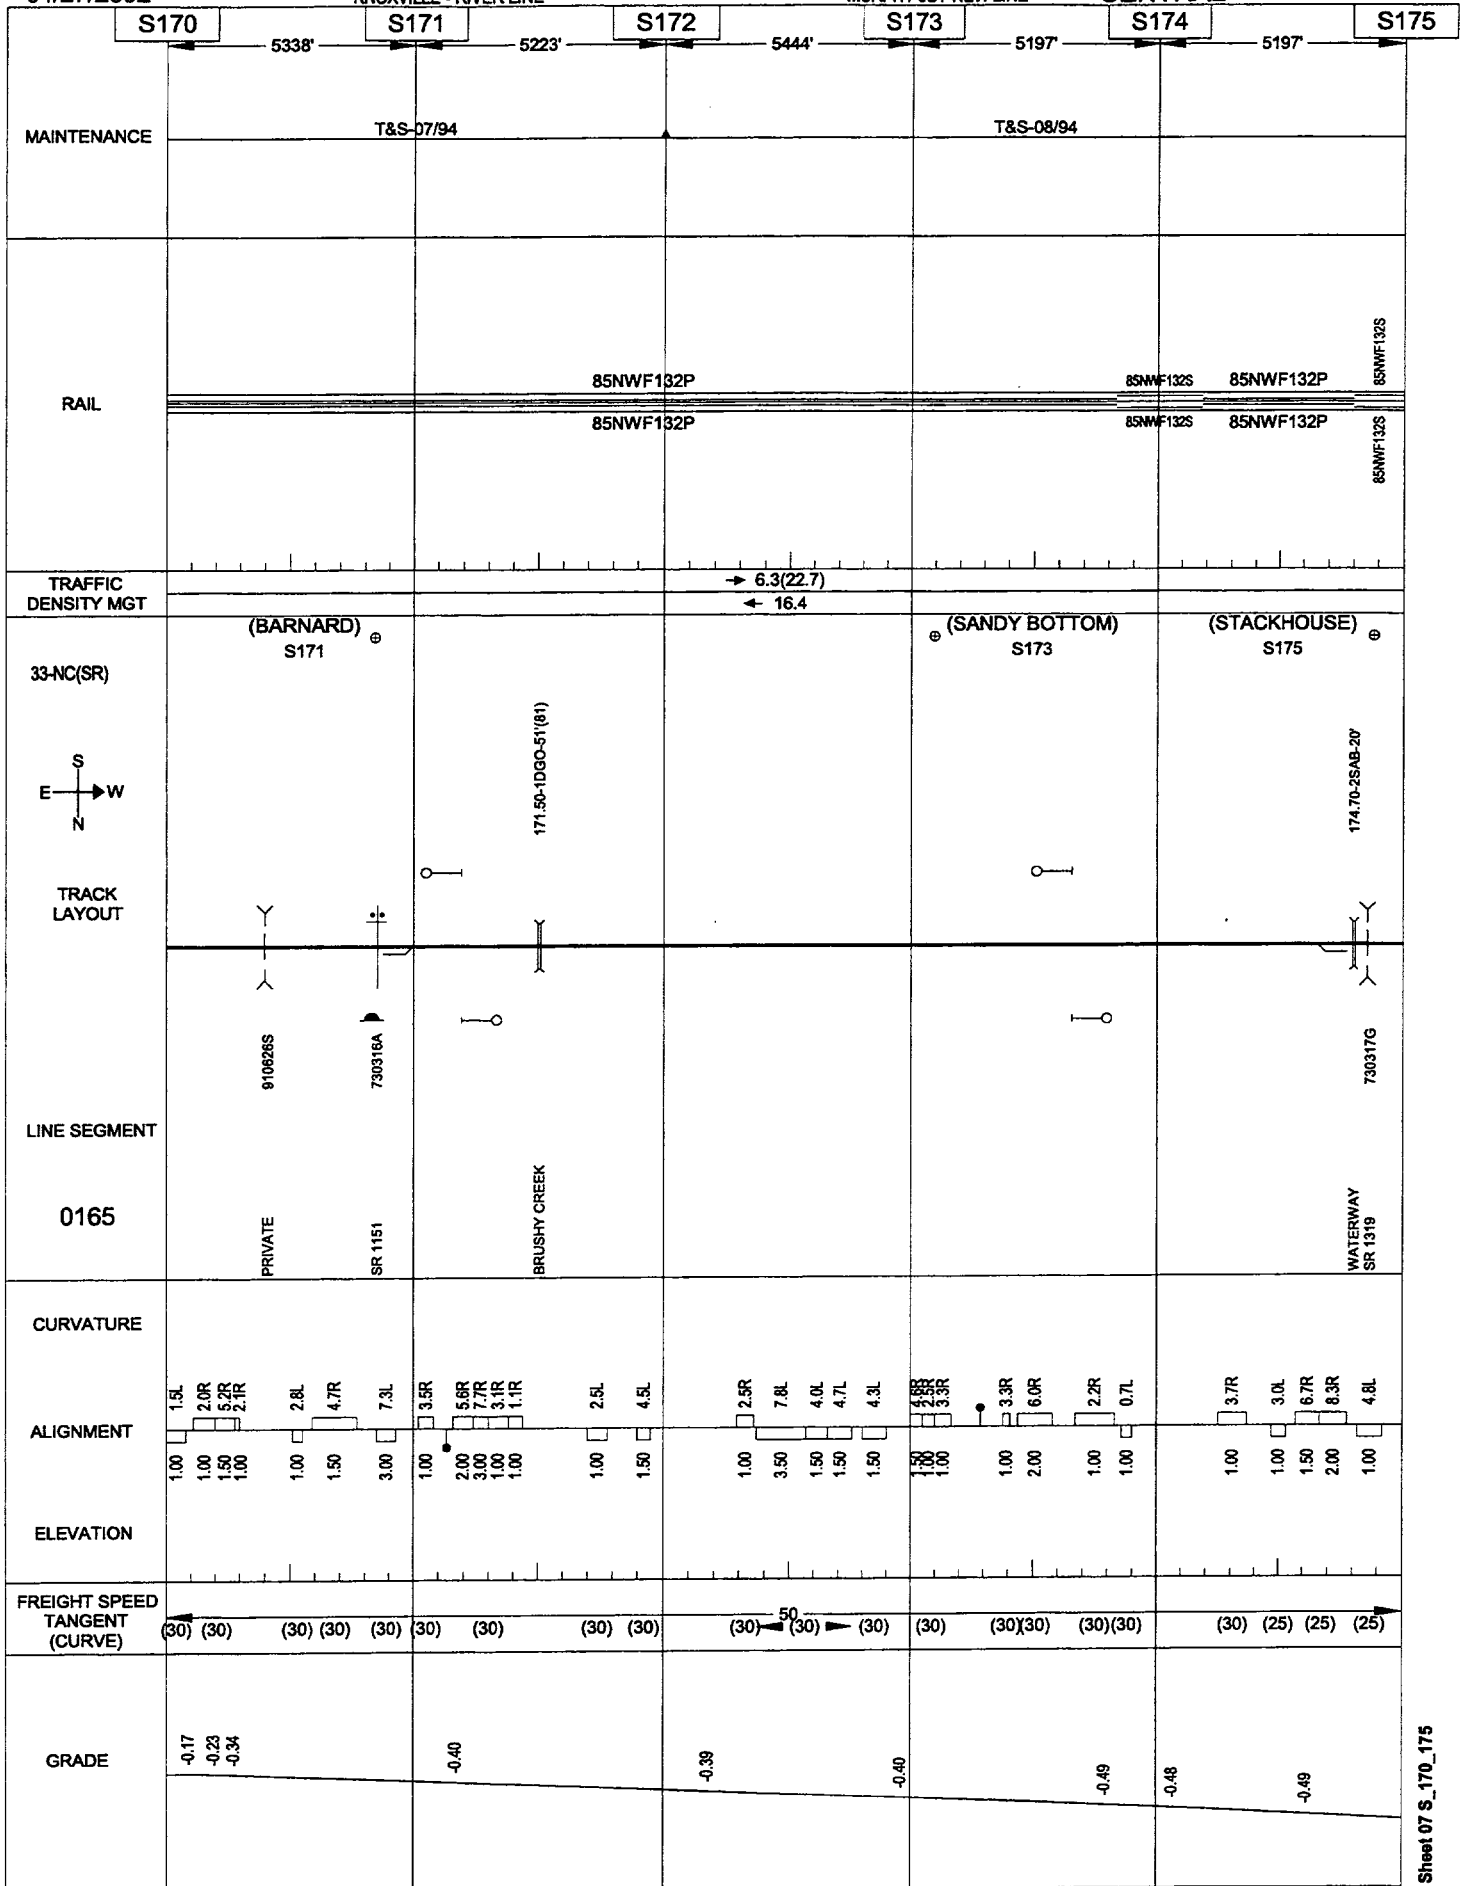 S170 S171 S172 S173 S174 S175
5338' 5223' 5444' 5197' 5197'
MAINTENANCE
T&S-07/94 T&S-08/94
RAIL
85NWF132P 85NWF132S 85NWF132P 85NWF132S
85NWF132P 85NWF132S 85NWF132P 85NWF132S
TRAFFIC
DENSITY MGT
→ 6.3(22.7)
← 16.4
(BARNARD) (SANDY BOTTOM) (STACKHOUSE)
S171 S173 S175
33-NC(SR)
S
E W
N
171.50-1DGO-51'(81)
174.70-2SAB-20'
TRACK
LAYOUT
910626S
730316A
730317G
LINE SEGMENT
0165
PRIVATE
SR 1151
BRUSHY CREEK
WATERWAY
SR 1319
CURVATURE
1.5L 2.0R 5.2R 2.1R 2.8L 4.7R 7.3L 3.5R 5.6R 7.7R 3.1R 1.1R 2.5L 4.5L 2.5R 7.8L 4.0L 4.7L 4.3L 4.6R 2.5R 3.3R 3.3R 6.0R 2.2R 0.7L 3.7R 3.0L 6.7R 8.3R 4.8L
ALIGNMENT
1.00 1.00 1.50 1.00 1.00 1.50 3.00 1.00 2.00 3.00 1.00 1.00 1.00 1.50 1.00 3.50 1.50 1.50 1.50 1.50 1.00 1.00 1.00 2.00 1.00 1.00 1.00 1.00 1.50 2.00 1.00
ELEVATION
FREIGHT SPEED
TANGENT
(CURVE)
50
(30) (30) (30) (30) (30) (30) (30) (30) (30) (30) (30) (30) (30) (30) (30) (30) (30) (30) (25) (25) (25)
GRADE
-0.17 -0.23 -0.34 -0.40 -0.39 -0.40 -0.49 -0.48 -0.49
Sheet 07 S_170_175